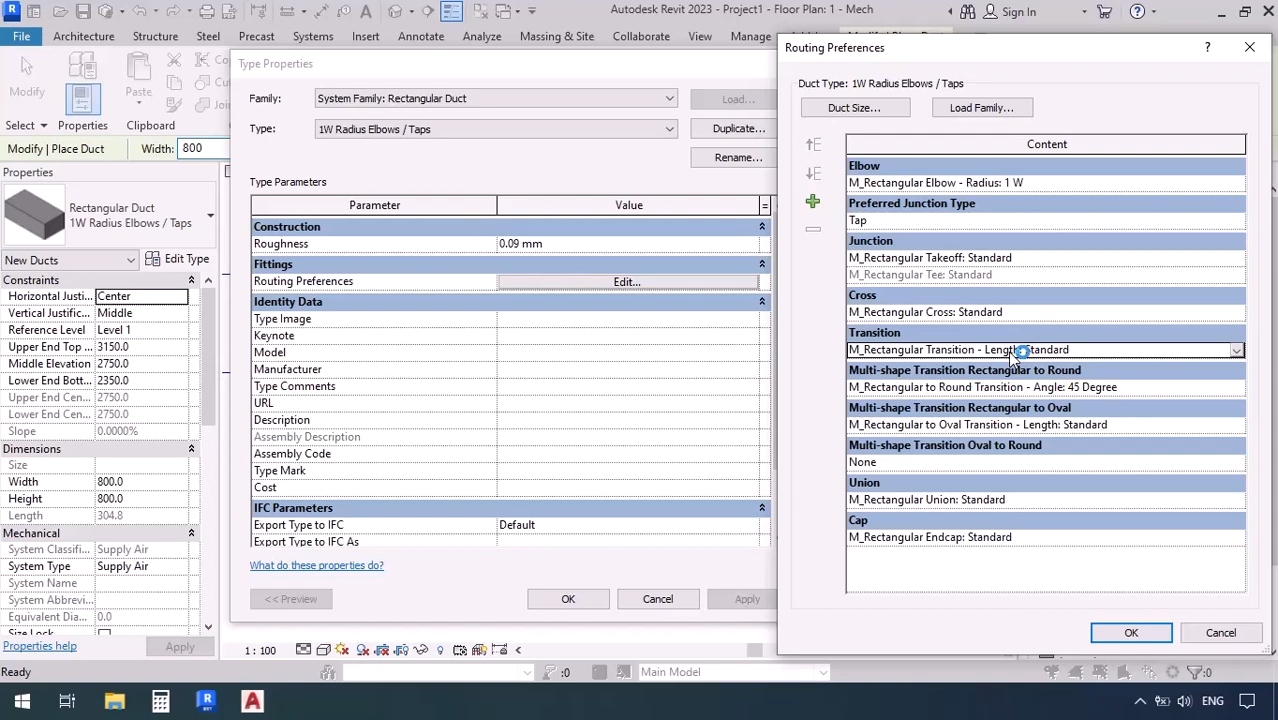 Autodesk Revit 2023 - Project1 - Floor Plan: 1 - Mech
Sign In
File
Architecture
Structure
Steel
Precast
Systems
Insert
Annotate
Analyze
Massing & Site
Collaborate
View
Manage
Modify
Paste
Select
Properties
Clipboard
Modify | Place Duct
Width:
800
Properties
Rectangular Duct
1W Radius Elbows / Taps
New Ducts
Edit Type
Constraints
Horizontal Justi...
Center
Vertical Justific...
Middle
Reference Level
Level 1
Upper End Top ...
3150.0
Middle Elevation
2750.0
Lower End Bott...
2350.0
Upper End Cen...
2750.0
Lower End Cen...
2750.0
Slope
0.0000%
Dimensions
Size
Width
800.0
Height
800.0
Length
304.8
Mechanical
System Classifi...
Supply Air
System Type
Supply Air
System Name
System Abbrevi...
Equivalent Dia...
0.0
Size Lock
Properties help
Apply
Type Properties
Family:
System Family: Rectangular Duct
Load...
Type:
1W Radius Elbows / Taps
Duplicate...
Rename...
Type Parameters
Parameter
Value
=
Construction
Roughness
0.09 mm
Fittings
Routing Preferences
Edit...
Identity Data
Type Image
Keynote
Model
Manufacturer
Type Comments
URL
Description
Assembly Description
Assembly Code
Type Mark
Cost
IFC Parameters
Export Type to IFC
Default
Export Type to IFC As
What do these properties do?
<< Preview
OK
Cancel
Apply
Routing Preferences
?
Duct Type: 1W Radius Elbows / Taps
Duct Size...
Load Family...
Content
Elbow
M_Rectangular Elbow - Radius: 1 W
Preferred Junction Type
Tap
Junction
M_Rectangular Takeoff: Standard
M_Rectangular Tee: Standard
Cross
M_Rectangular Cross: Standard
Transition
M_Rectangular Transition - Length: Standard
Multi-shape Transition Rectangular to Round
M_Rectangular to Round Transition - Angle: 45 Degree
Multi-shape Transition Rectangular to Oval
M_Rectangular to Oval Transition - Length: Standard
Multi-shape Transition Oval to Round
None
Union
M_Rectangular Union: Standard
Cap
M_Rectangular Endcap: Standard
OK
Cancel
1 : 100
Ready
:0
Main Model
:0
ENG